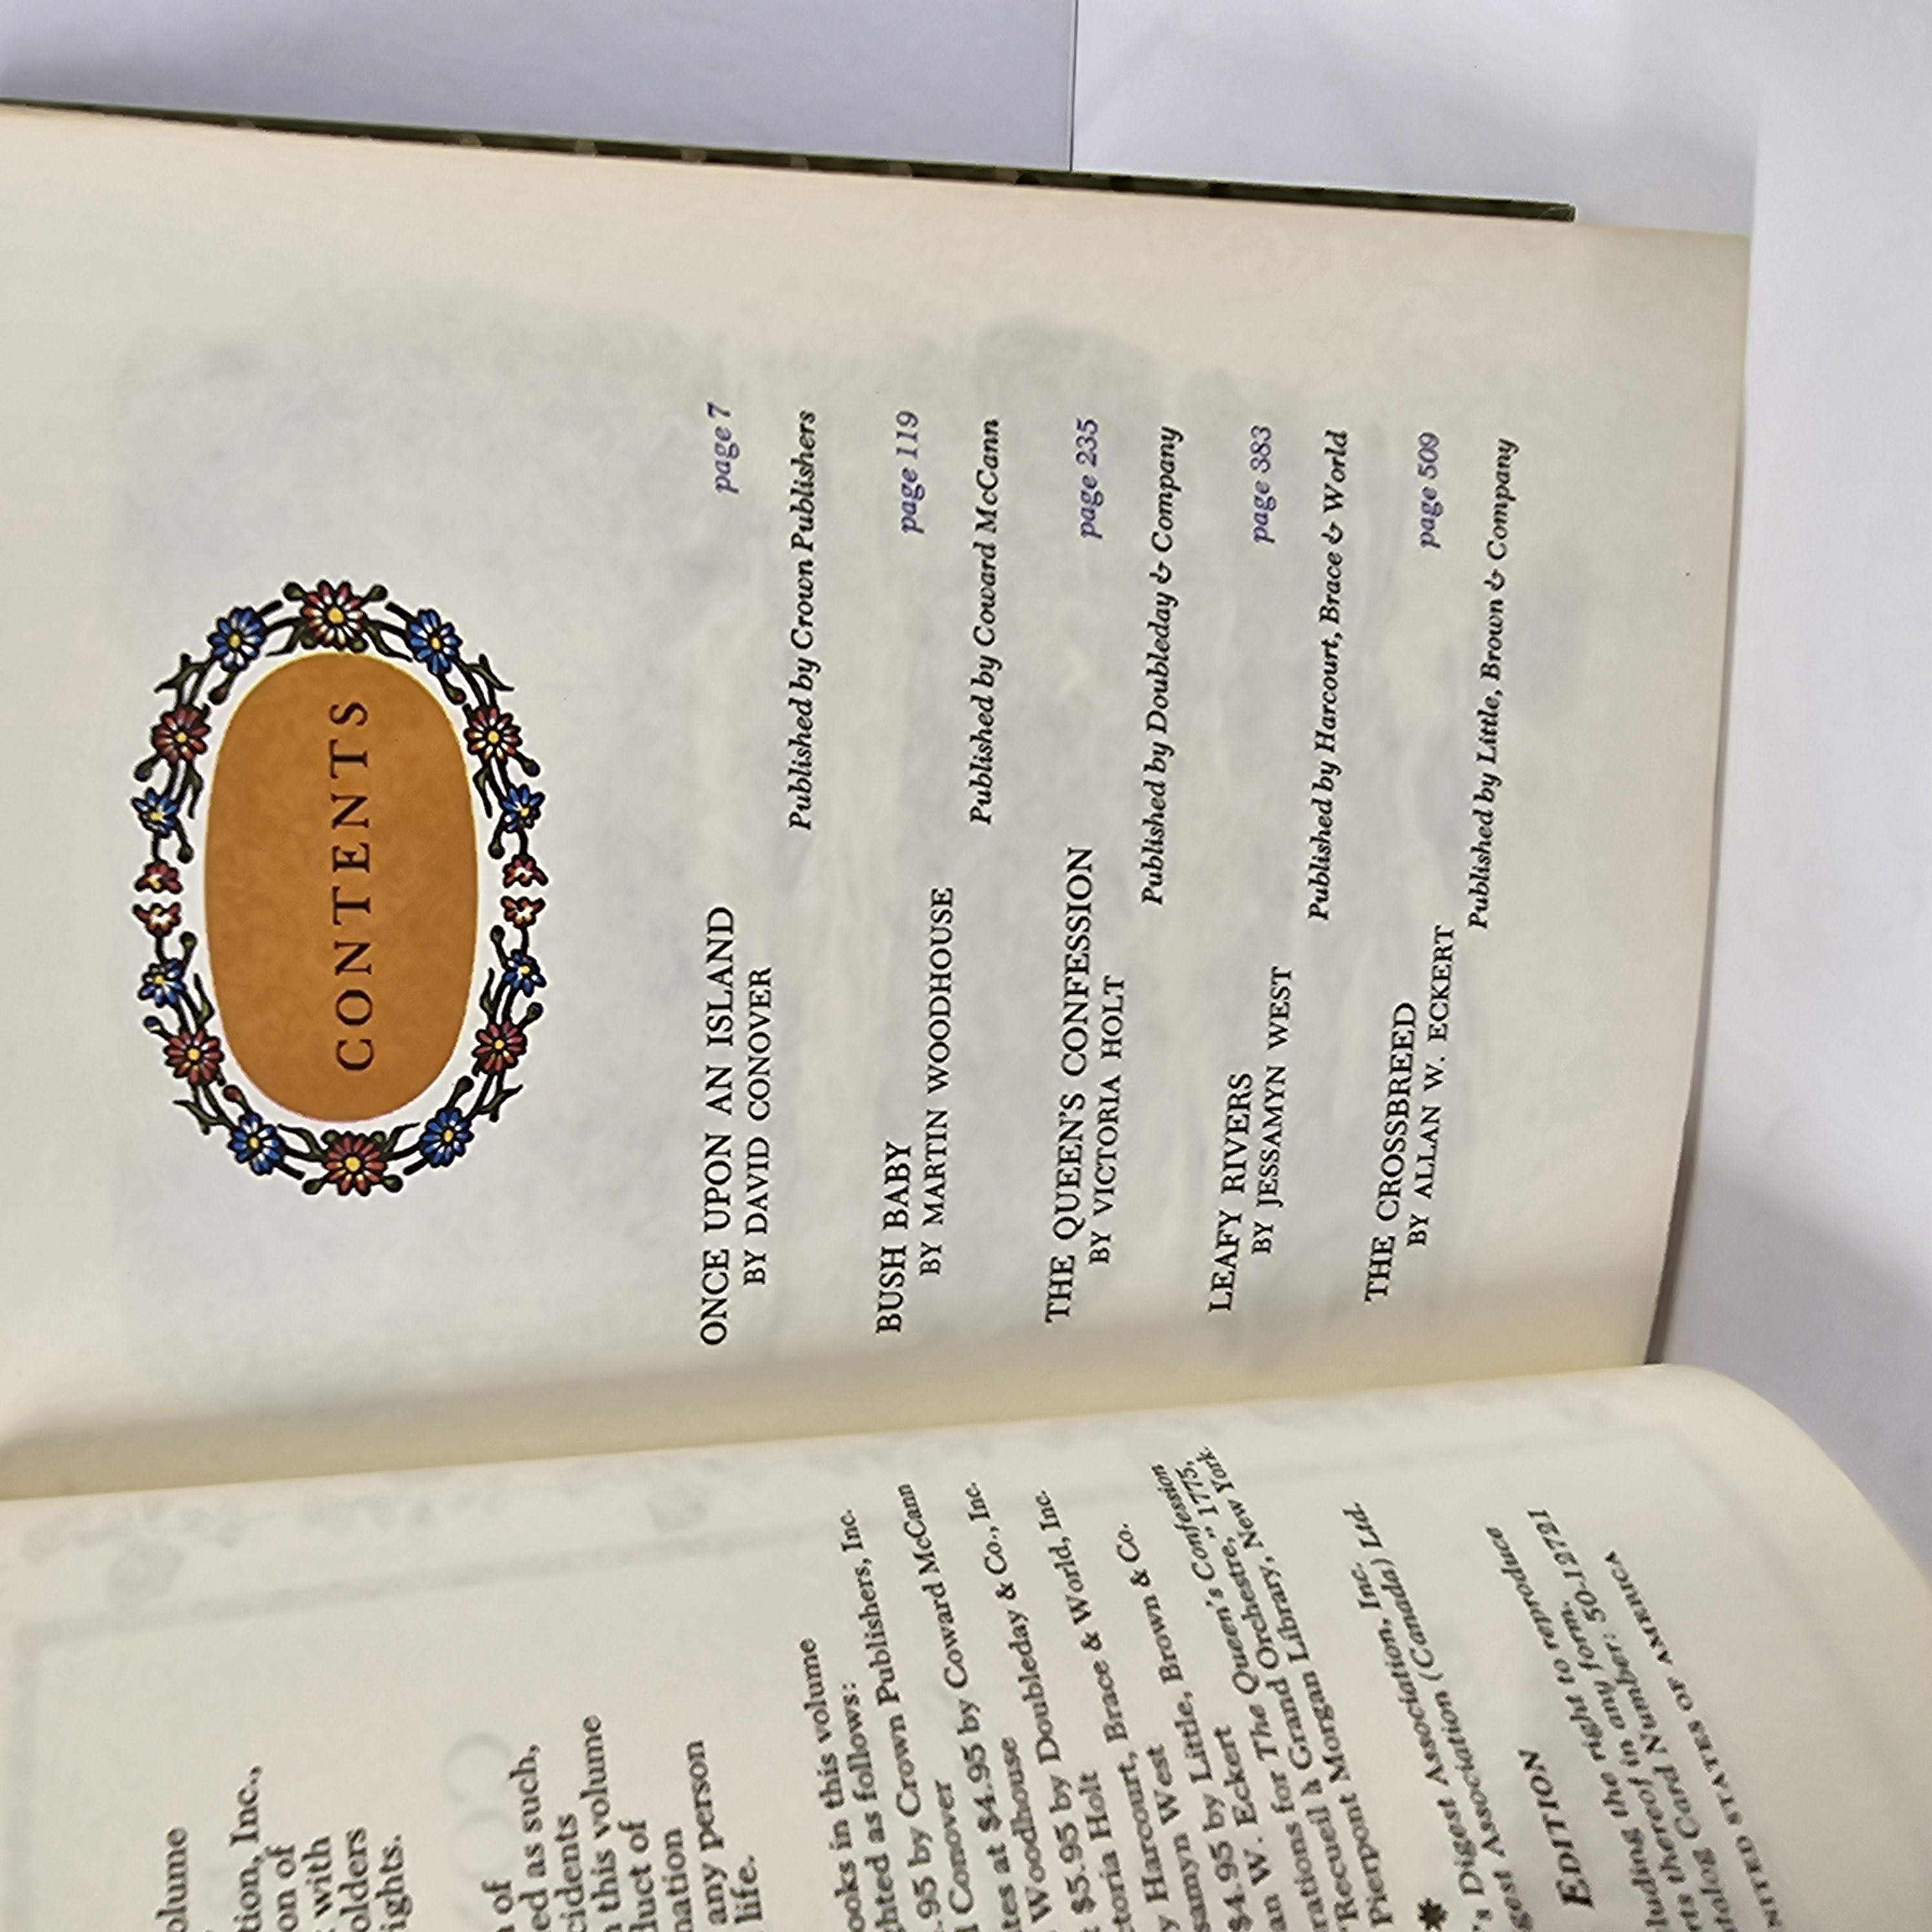 volume
tion, Inc.,
on of
with
olders
ights.
of
ed as such,
cidents
this volume
duct of
nation
any person
life.
ooks in this volume
ghted as follows:
.95 by Crown Publishers, Inc.
Conover
tes at $4.95 by Coward McCann
Woodhouse
$5.95 by Doubleday & Co., Inc.
ctoria Holt
y Harcourt, Brace & World, Inc.
samyn West
$4.95 by Little, Brown & Co.
an W. Eckert
rations for The Queen's Confession
"Recueil à Grand Orchestre," 1775,
Pierpont Morgan Library, New York.
's Digest Association, Inc.
gest Association (Canada) Ltd.
EDITION
luding the right to reproduce
rts thereof in any form.
talog Card Number: 50-12721
NITED STATES OF AMERICA
CONTENTS
ONCE UPON AN ISLAND page 7
BY DAVID CONOVER
Published by Crown Publishers
BUSH BABY page 119
BY MARTIN WOODHOUSE
Published by Coward McCann
THE QUEEN'S CONFESSION page 235
BY VICTORIA HOLT
Published by Doubleday & Company
LEAFY RIVERS page 383
BY JESSAMYN WEST
Published by Harcourt, Brace & World
THE CROSSBREED page 509
BY ALLAN W. ECKERT
Published by Little, Brown & Company